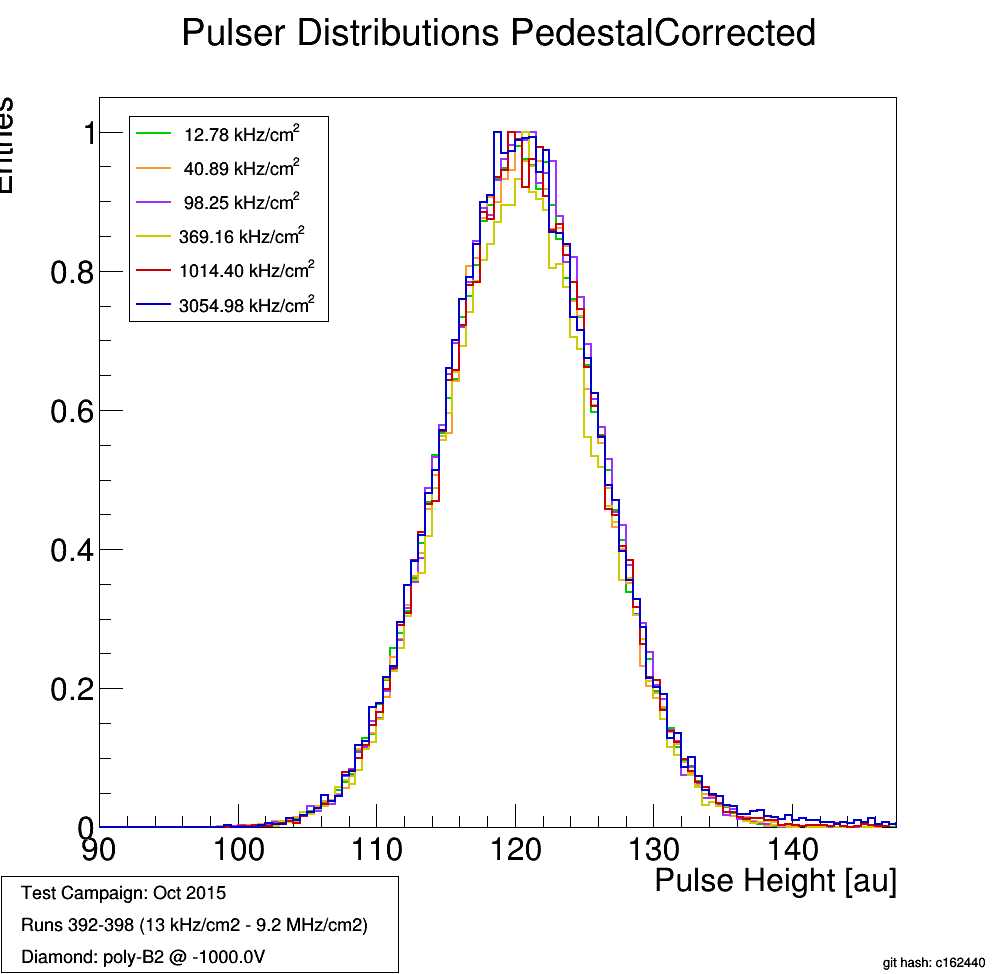 Pulser Distributions PedestalCorrected
Entries
1
0.8
0.6
0.4
0.2
0
12.78 kHz/cm2
40.89 kHz/cm2
98.25 kHz/cm2
369.16 kHz/cm2
1014.40 kHz/cm2
3054.98 kHz/cm2
90 100 110 120 130 140
Pulse Height [au]
Test Campaign: Oct 2015
Runs 392-398 (13 kHz/cm2 - 9.2 MHz/cm2)
Diamond: poly-B2 @ -1000.0V
git hash: c162440